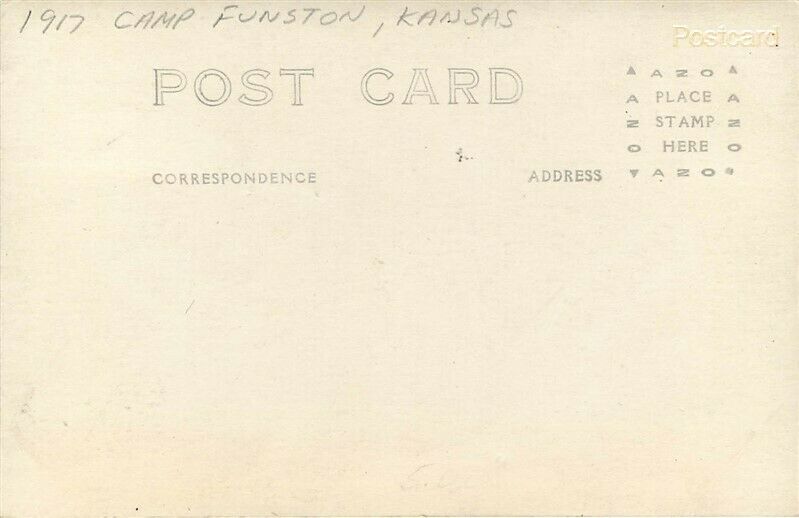 1917 CAMP FUNSTON, KANSAS
Postcard
POST CARD
▲ A Z O ▲
A PLACE A
Z STAMP Z
O HERE O
▼ A Z O
CORRESPONDENCE
ADDRESS